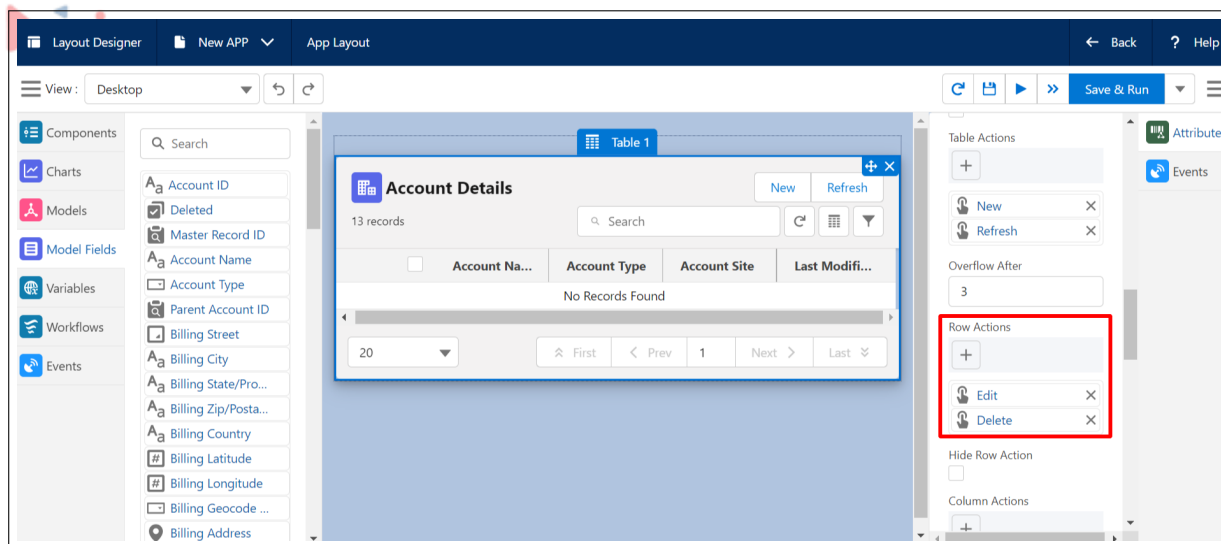 Layout Designer New APP App Layout Back ? Help
View : Desktop Save & Run
Components
Charts
Models
Model Fields
Variables
Workflows
Events
Search
Account ID
Deleted
Master Record ID
Account Name
Account Type
Parent Account ID
Billing Street
Billing City
Billing State/Pro...
Billing Zip/Posta...
Billing Country
Billing Latitude
Billing Longitude
Billing Geocode ...
Billing Address
Table 1
Account Details New Refresh
13 records Search
Account Na... Account Type Account Site Last Modifi...
No Records Found
20 First Prev 1 Next Last
Table Actions
New
Refresh
Overflow After
3
Row Actions
Edit
Delete
Hide Row Action
Column Actions
Attribute
Events